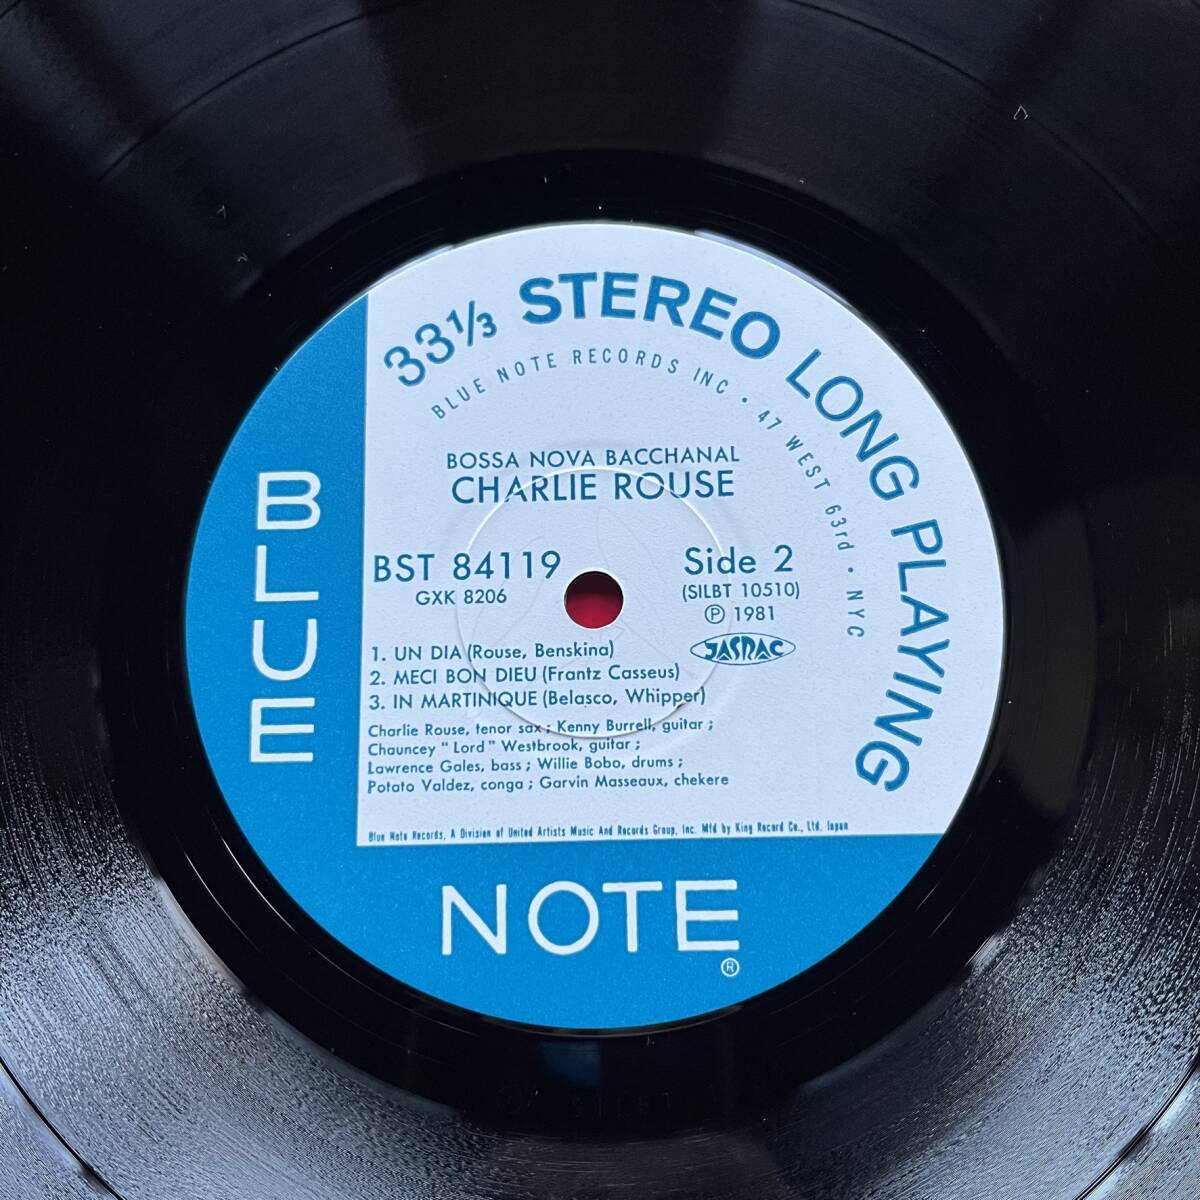 33⅓ STEREO LONG PLAYING
BLUE NOTE RECORDS INC • 47 WEST 63rd • NYC
BOSSA NOVA BACCHANAL
CHARLIE ROUSE
BST 84119
GXK 8206
Side 2
(SILBT 10510)
Ⓟ 1981
JASRAC
1. UN DIA (Rouse, Benskina)
2. MECI BON DIEU (Frantz Casseus)
3. IN MARTINIQUE (Belasco, Whipper)
Charlie Rouse, tenor sax ; Kenny Burrell, guitar ;
Chauncey "Lord" Westbrook, guitar ;
Lawrence Gales, bass ; Willie Bobo, drums ;
Potato Valdez, conga ; Garvin Masseaux, chekere
Blue Note Records, A Division of United Artists Music And Records Group, Inc. Mfd by King Record Co., Ltd. Japan
BLUE
NOTE
®